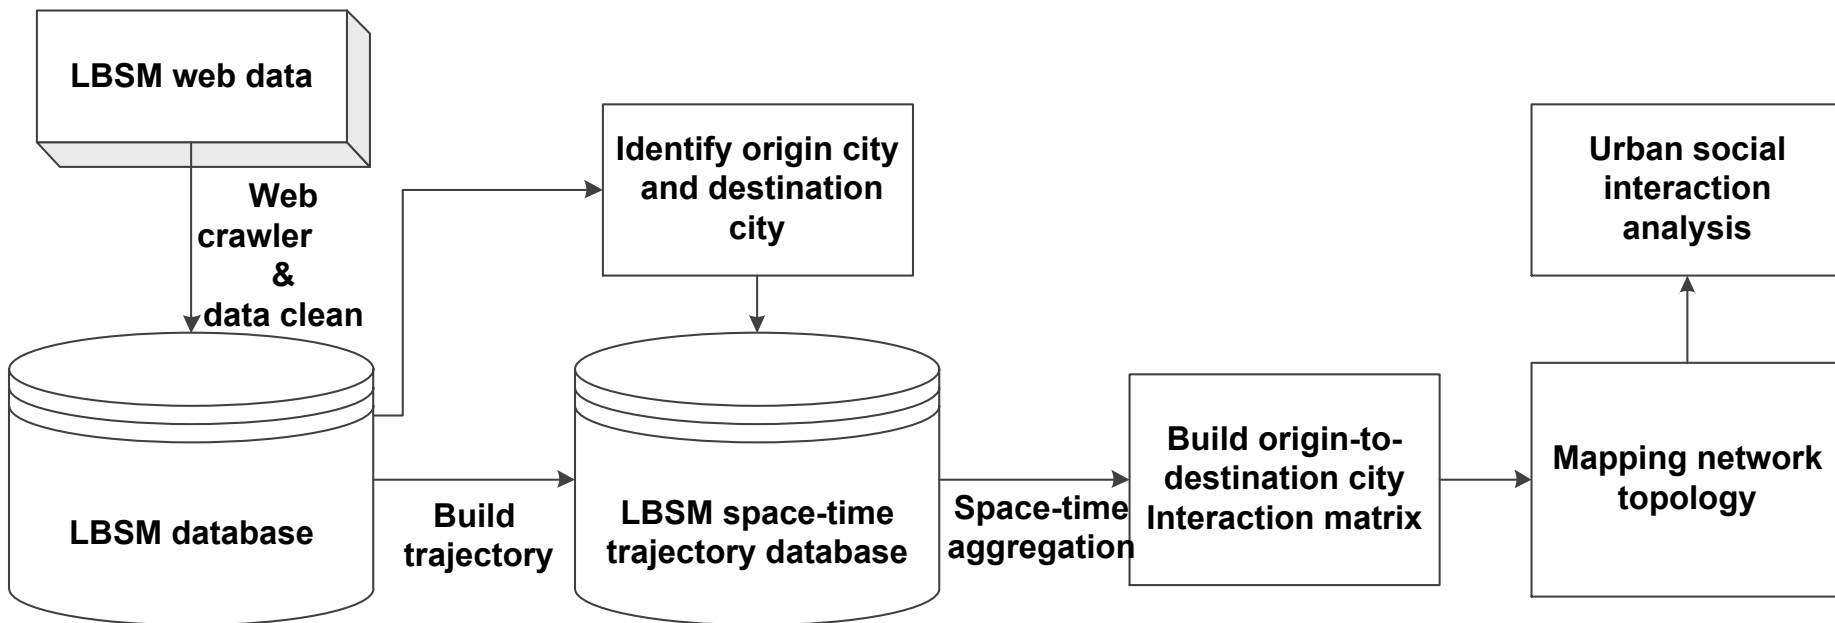 LBSM web data
Web
crawler
&
data clean
Identify origin city
and destination
city
Urban social
interaction
analysis
LBSM database
Build
trajectory
LBSM space-time
trajectory database
Space-time
aggregation
Build origin-to-
destination city
Interaction matrix
Mapping network
topology